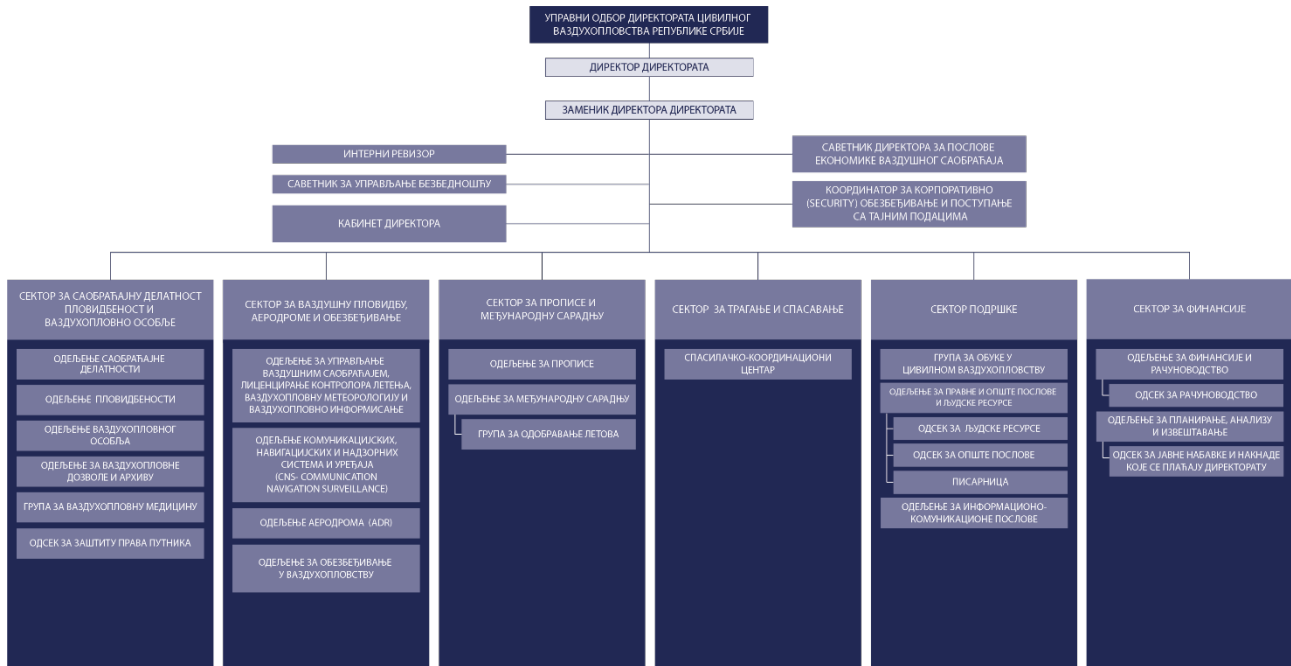 УПРАВНИ ОДБОР ДИРЕКТОРАТА ЦИВИЛНОГ
ВАЗДУХОПЛОВСТВА РЕПУБЛИКЕ СРБИЈЕ
ДИРЕКТОР ДИРЕКТОРАТА
ЗАМЕНИК ДИРЕКТОРА ДИРЕКТОРАТА
ИНТЕРНИ РЕВИЗОР
САВЕТНИК ЗА УПРАВЉАЊЕ БЕЗБЕДНОШЋУ
КАБИНЕТ ДИРЕКТОРА
САВЕТНИК ДИРЕКТОРА ЗА ПОСЛОВЕ
ЕКОНОМИКЕ ВАЗДУШНОГ САОБРАЋАЈА
КООРДИНАТОР ЗА КОРПОРАТИВНО
(SECURITY) ОБЕЗБЕЂИВАЊЕ И ПОСТУПАЊЕ
СА ТАЈНИМ ПОДАЦИМА
СЕКТОР ЗА САОБРАЋАЈНУ ДЕЛАТНОСТ
ПЛОВИДБЕНОСТ И
ВАЗДУХОПЛОВНО ОСОБЉЕ
ОДЕЉЕЊЕ САОБРАЋАЈНЕ
ДЕЛАТНОСТИ
ОДЕЉЕЊЕ ПЛОВИДБЕНОСТИ
ОДЕЉЕЊЕ ВАЗДУХОПЛОВНОГ
ОСОБЉА
ОДЕЉЕЊЕ ЗА ВАЗДУХОПЛОВНЕ
ДОЗВОЛЕ И АРХИВУ
ГРУПА ЗА ВАЗДУХОПЛОВНУ МЕДИЦИНУ
ОДСЕК ЗА ЗАШТИТУ ПРАВА ПУТНИКА
СЕКТОР ЗА ВАЗДУШНУ ПЛОВИДБУ,
АЕРОДРОМЕ И ОБЕЗБЕЂИВАЊЕ
ОДЕЉЕЊЕ ЗА УПРАВЉАЊЕ
ВАЗДУШНИМ САОБРАЋАЈЕМ,
ЛИЦЕНЦИРАЊЕ КОНТРОЛОРА ЛЕТЕЊА,
ВАЗДУХОПЛОВНУ МЕТЕОРОЛОГИЈУ И
ВАЗДУХОПЛОВНО ИНФОРМИСАЊЕ
ОДЕЉЕЊЕ КОМУНИКАЦИЈСКИХ,
НАВИГАЦИЈСКИХ И НАДЗОРНИХ
СИСТЕМА И УРЕЂАЈА
(CNS- COMMUNICATION
NAVIGATION SURVEILLANCE)
ОДЕЉЕЊЕ АЕРОДРОМА (ADR)
ОДЕЉЕЊЕ ЗА ОБЕЗБЕЂИВАЊЕ
У ВАЗДУХОПЛОВСТВУ
СЕКТОР ЗА ПРОПИСЕ И
МЕЂУНАРОДНУ САРАДЊУ
ОДЕЉЕЊЕ ЗА ПРОПИСЕ
ОДЕЉЕЊЕ ЗА МЕЂУНАРОДНУ САРАДЊУ
ГРУПА ЗА ОДОБРАВАЊЕ ЛЕТОВА
СЕКТОР ЗА ТРАГАЊЕ И СПАСАВАЊЕ
СПАСИЛАЧКО-КООРДИНАЦИОНИ
ЦЕНТАР
СЕКТОР ПОДРШКЕ
ГРУПА ЗА ОБУКЕ У
ЦИВИЛНОМ ВАЗДУХОПЛОВСТВУ
ОДЕЉЕЊЕ ЗА ПРАВНЕ И ОПШТЕ ПОСЛОВЕ
И ЉУДСКЕ РЕСУРСЕ
ОДСЕК ЗА ЉУДСКЕ РЕСУРСЕ
ОДСЕК ЗА ОПШТЕ ПОСЛОВЕ
ПИСАРНИЦА
ОДЕЉЕЊЕ ЗА ИНФОРМАЦИОНО-
КОМУНИКАЦИОНЕ ПОСЛОВЕ
СЕКТОР ЗА ФИНАНСИЈЕ
ОДЕЉЕЊЕ ЗА ФИНАНСИЈЕ И
РАЧУНОВОДСТВО
ОДСЕК ЗА РАЧУНОВОДСТВО
ОДЕЉЕЊЕ ЗА ПЛАНИРАЊЕ, АНАЛИЗУ
И ИЗВЕШТАВАЊЕ
ОДСЕК ЗА ЈАВНЕ НАБАВКЕ И НАКНАДЕ
КОЈЕ СЕ ПЛАЋАЈУ ДИРЕКТОРАТУ